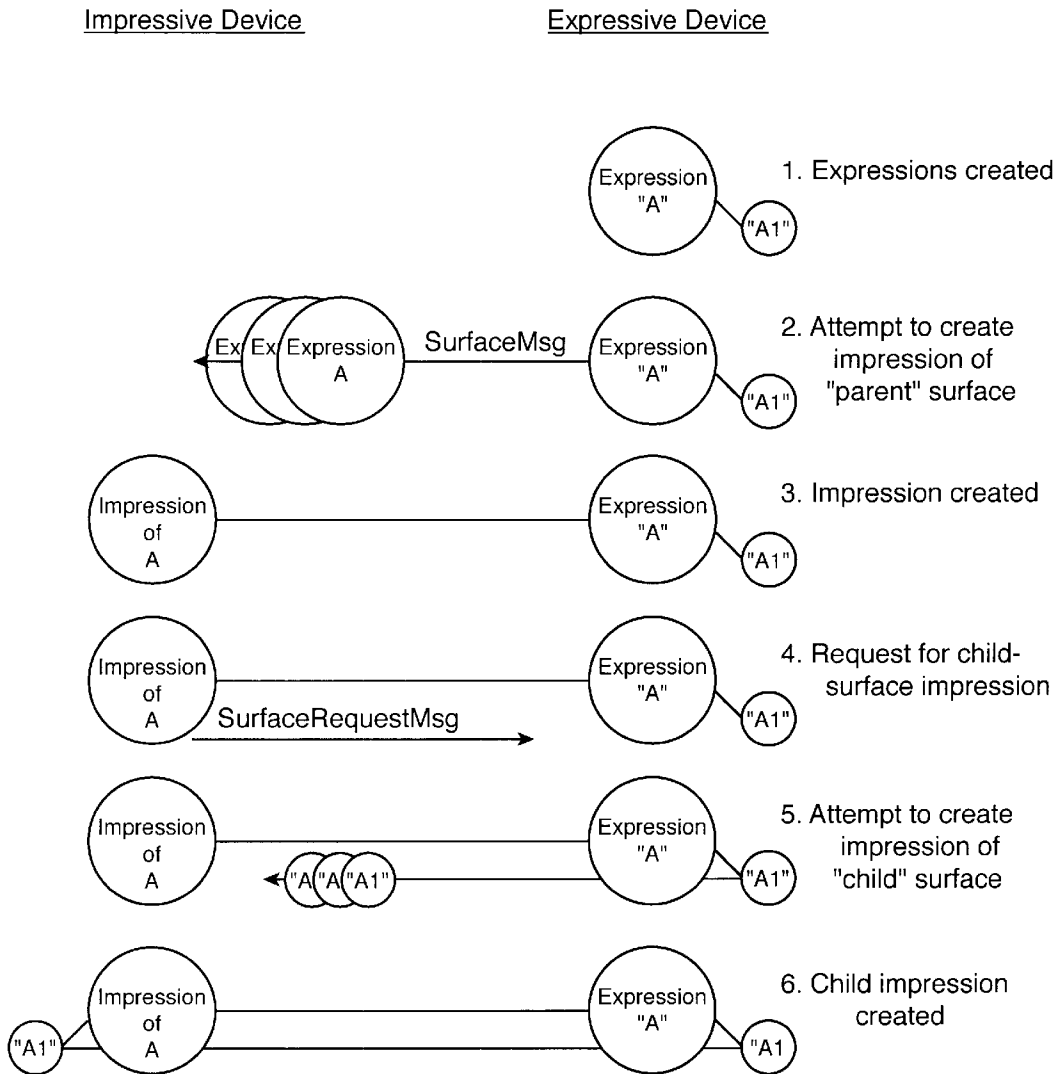 Impressive Device
Expressive Device
Expression
"A"
"A1"
1. Expressions created
Ex
Ex
Expression
A
SurfaceMsg
Expression
"A"
"A1"
2. Attempt to create
impression of
"parent" surface
Impression
of
A
Expression
"A"
"A1"
3. Impression created
Impression
of
A
SurfaceRequestMsg
Expression
"A"
"A1"
4. Request for child-
surface impression
Impression
of
A
"A
"A
"A1"
Expression
"A"
"A1"
5. Attempt to create
impression of
"child" surface
"A1"
Impression
of
A
Expression
"A"
"A1
6. Child impression
created